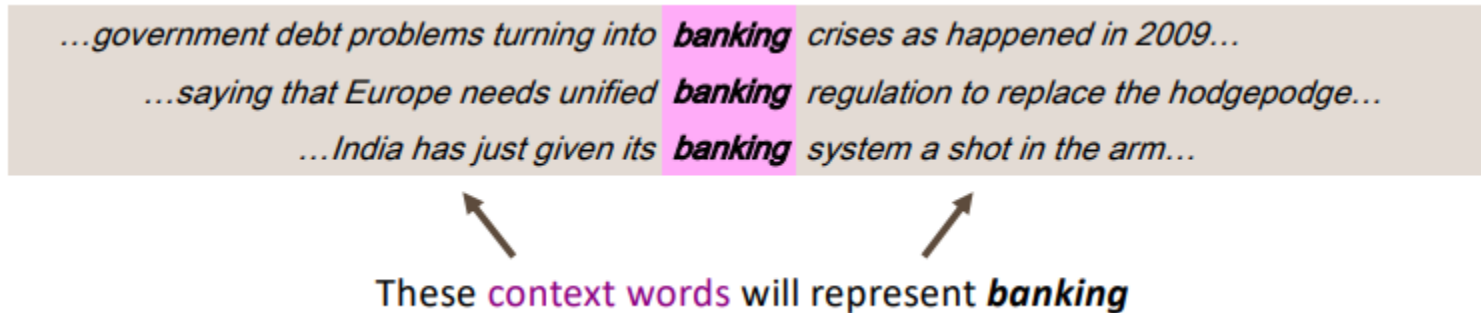 …government debt problems turning into banking crises as happened in 2009…
…saying that Europe needs unified banking regulation to replace the hodgepodge…
…India has just given its banking system a shot in the arm…
These context words will represent banking